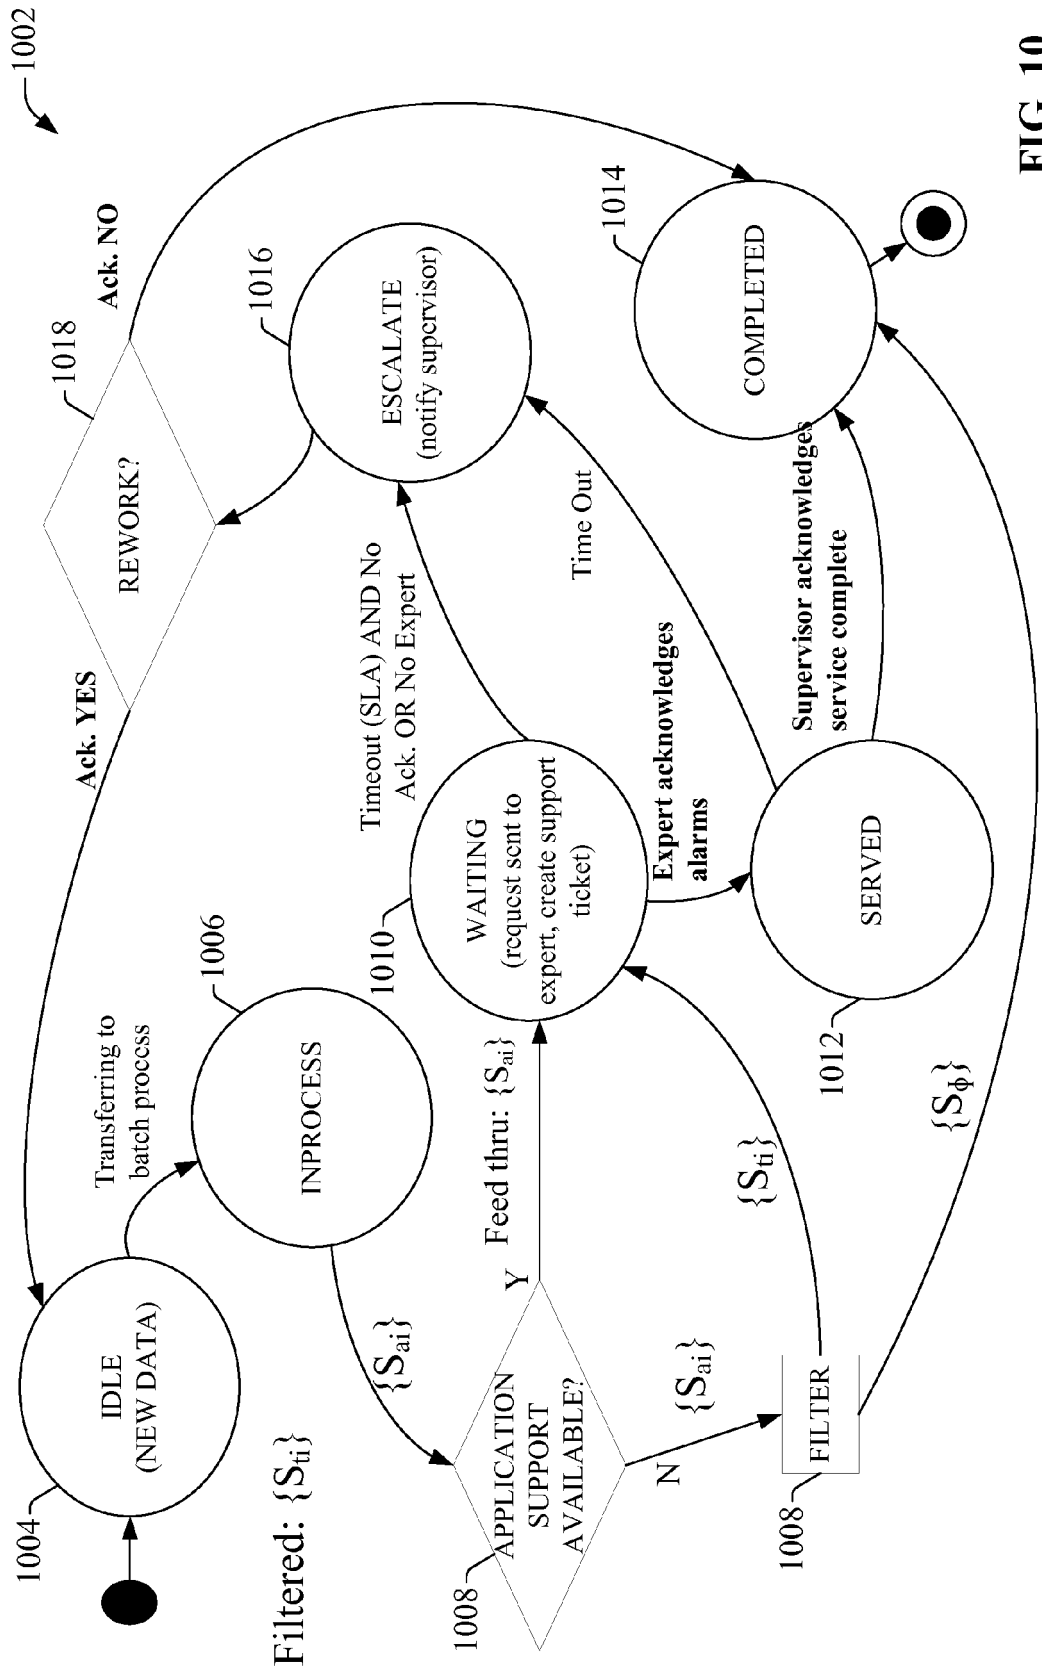 1002
Ack. NO
1018
REWORK?
Ack. YES
1016
ESCALATE
(notify supervisor)
1014
COMPLETED
Timeout (SLA) AND No
Ack. OR No Expert
Time Out
Supervisor acknowledges
service complete
Expert acknowledges
alarms
1010
WAITING
(request sent to
expert, create support
ticket)
SERVED
1012
1006
INPROCESS
Transferring to
batch process
1004
IDLE
(NEW DATA)
Filtered: {Sti}
{Sai}
1008
APPLICATION
SUPPORT
AVAILABLE?
Y
Feed thru: {Sai}
N
{Sai}
FILTER
1008
{Sti}
{Sϕ}
FIG. 10